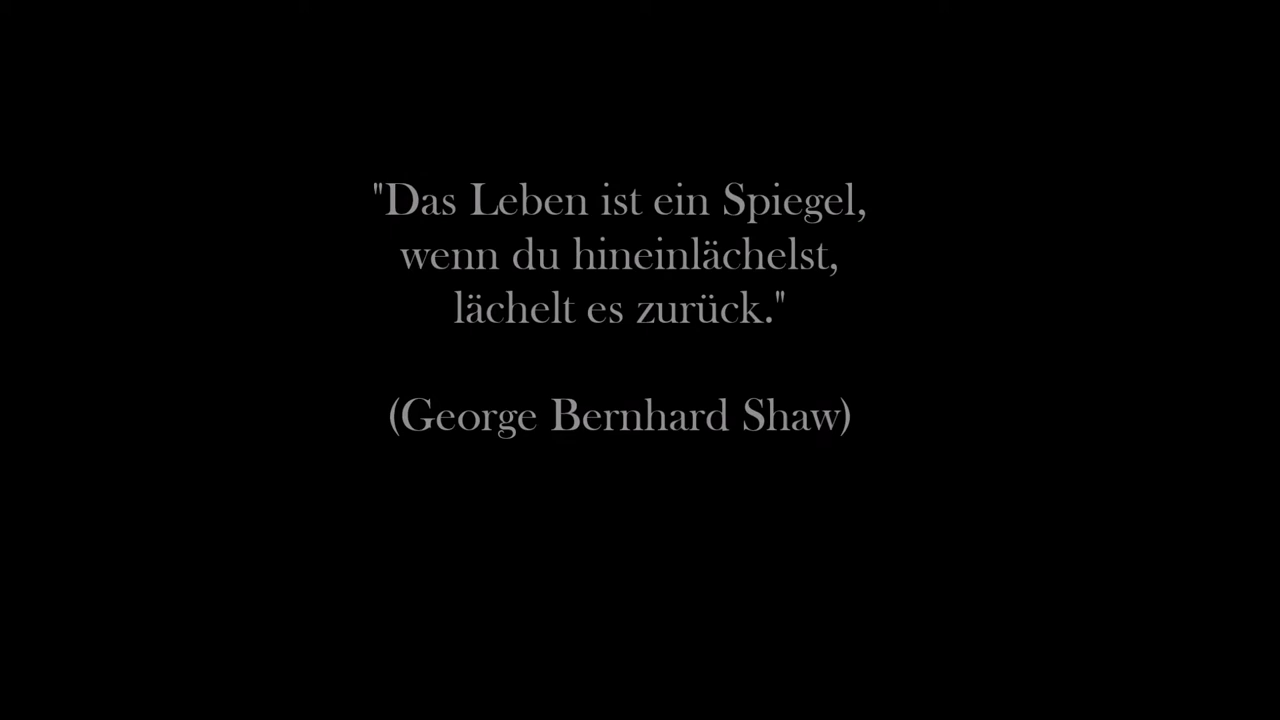 "Das Leben ist ein Spiegel,
wenn du hineinlächelst,
lächelt es zurück."
(George Bernhard Shaw)